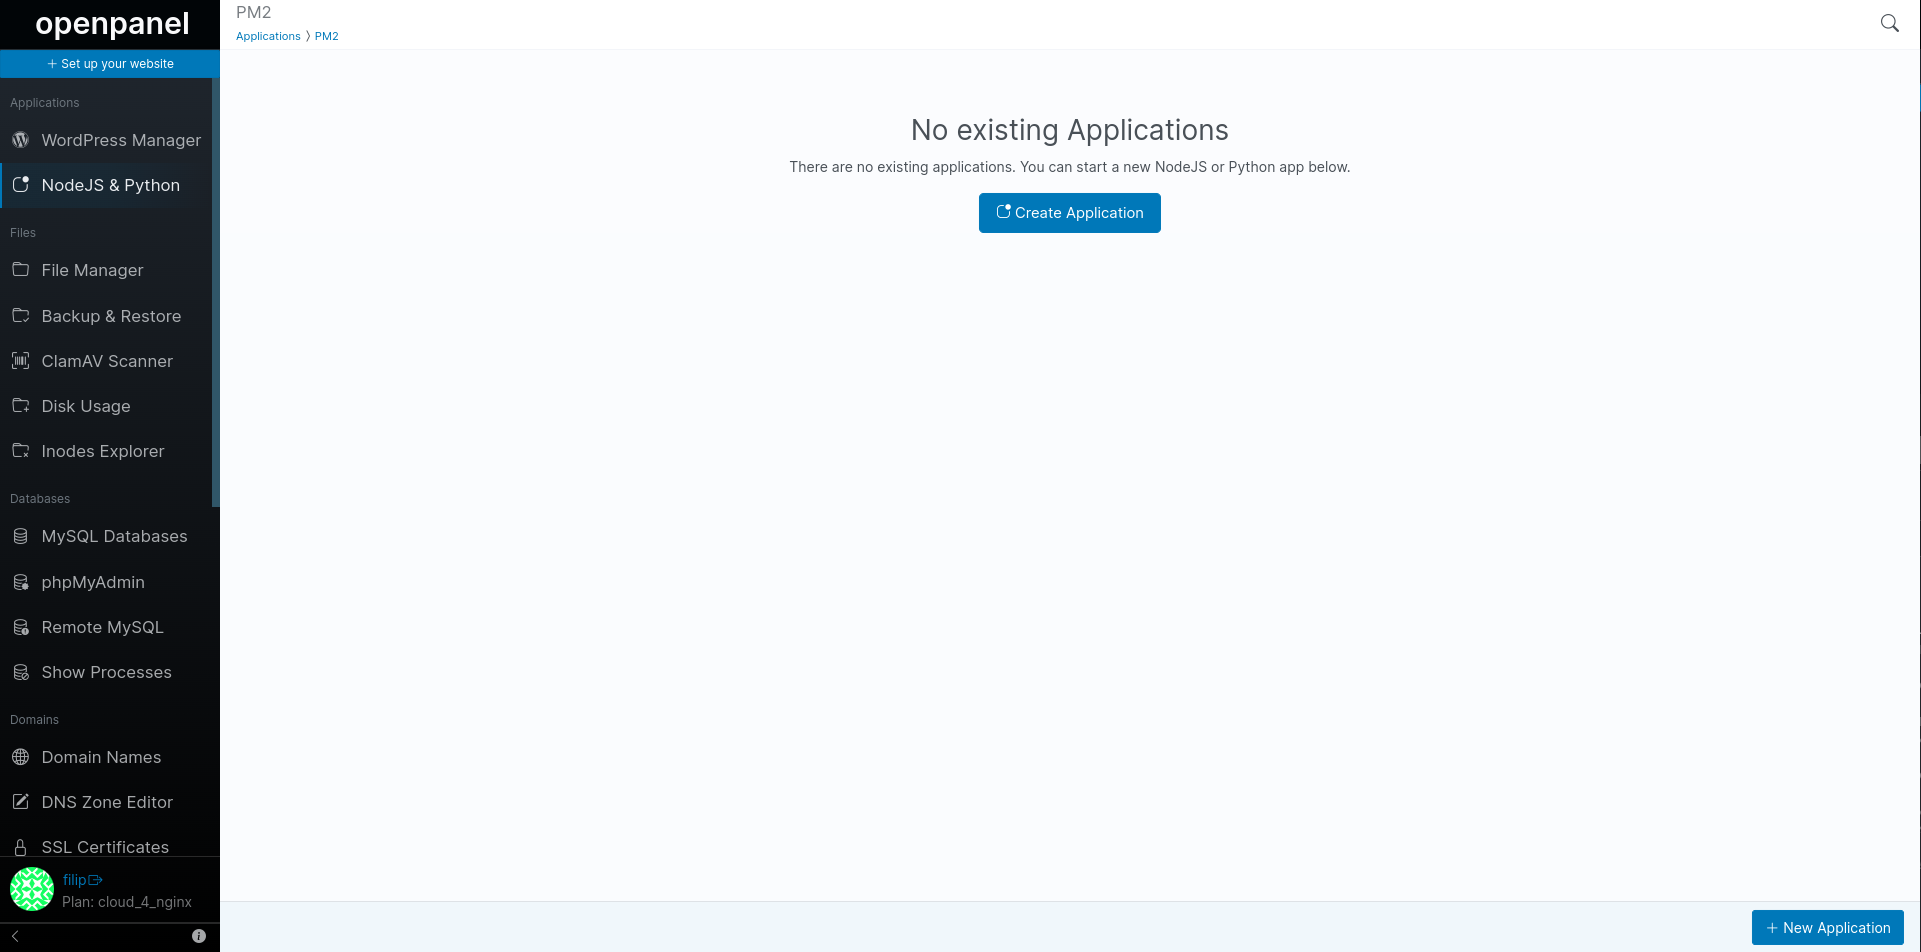 openpanel
+ Set up your website
Applications
WordPress Manager
NodeJS & Python
Files
File Manager
Backup & Restore
ClamAV Scanner
Disk Usage
Inodes Explorer
Databases
MySQL Databases
phpMyAdmin
Remote MySQL
Show Processes
Domains
Domain Names
DNS Zone Editor
SSL Certificates
filip
Plan: cloud_4_nginx
PM2
Applications › PM2
No existing Applications
There are no existing applications. You can start a new NodeJS or Python app below.
Create Application
+ New Application